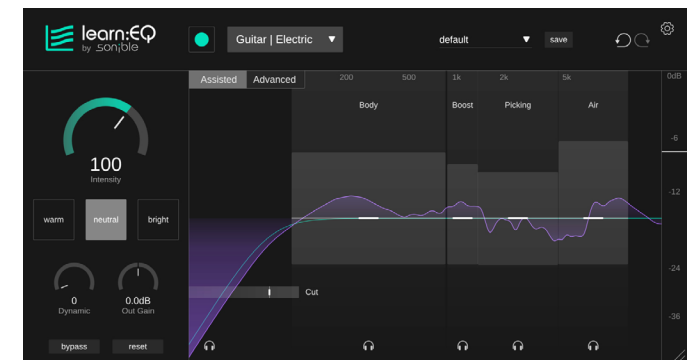 learn:EQ
by sonible
Guitar | Electric
default
save
Assisted
Advanced
200
500
1k
2k
5k
0dB
Body
Boost
Picking
Air
-6
-12
-24
-36
100
Intensity
warm
neutral
bright
Cut
0
Dynamic
0.0dB
Out Gain
bypass
reset